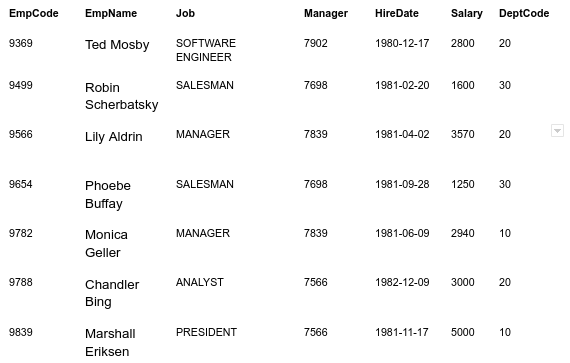 EmpCode EmpName Job Manager HireDate Salary DeptCode
9369 Ted Mosby SOFTWARE 7902 1980-12-17 2800 20
ENGINEER
9499 Robin SALESMAN 7698 1981-02-20 1600 30
Scherbatsky
9566 Lily Aldrin MANAGER 7839 1981-04-02 3570 20
9654 Phoebe SALESMAN 7698 1981-09-28 1250 30
Buffay
9782 Monica MANAGER 7839 1981-06-09 2940 10
Geller
9788 Chandler ANALYST 7566 1982-12-09 3000 20
Bing
9839 Marshall PRESIDENT 7566 1981-11-17 5000 10
Eriksen